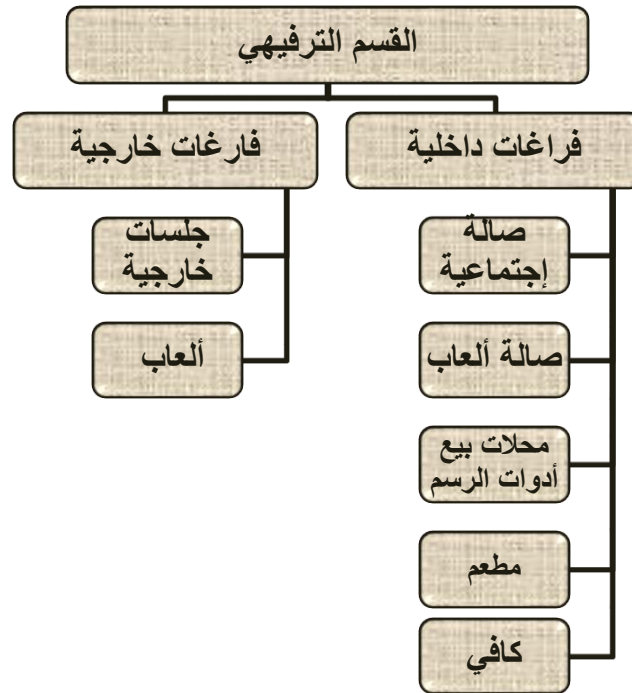 القسم الترفيهي
فراغات داخلية
صالة
إجتماعية
صالة ألعاب
محلات بيع
أدوات الرسم
مطعم
كافي
فارغات خارجية
جلسات
خارجية
ألعاب